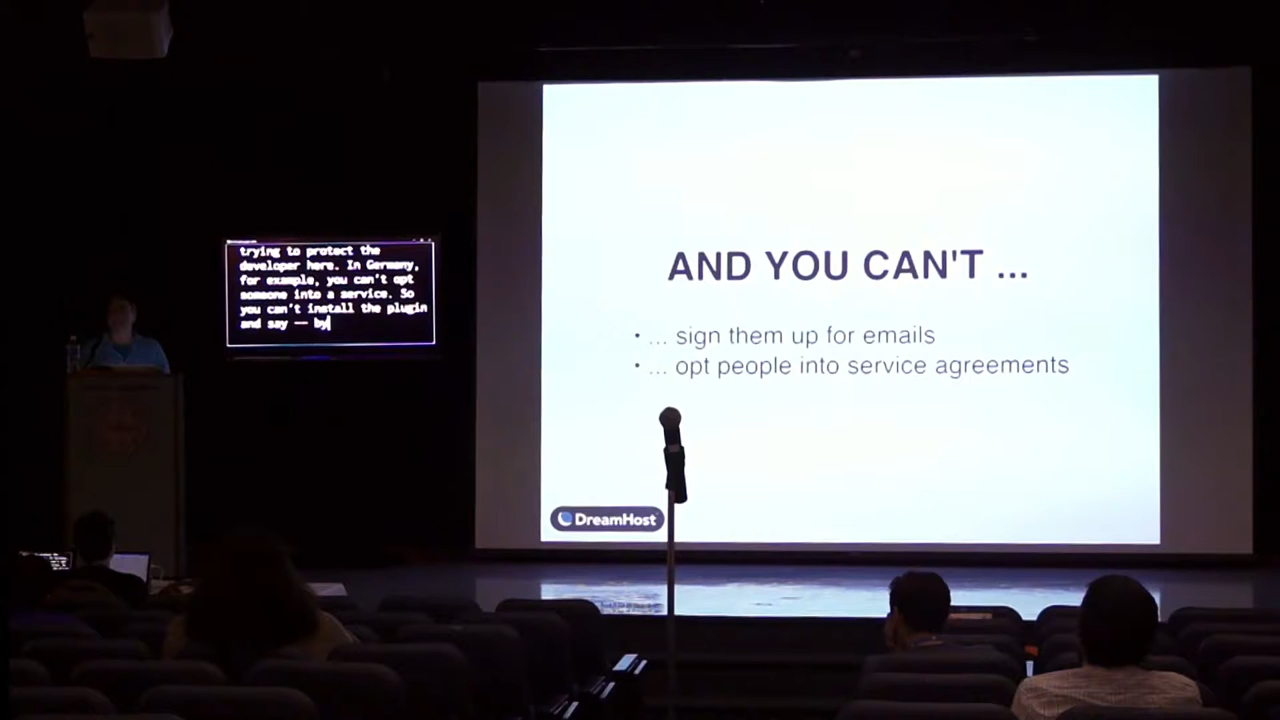 trying to protect the
developer here. In Germany,
for example, you can't opt
someone into a service. So
you can't install the plugin
and say -- by
AND YOU CAN'T ...
• ... sign them up for emails
• ... opt people into service agreements
DreamHost